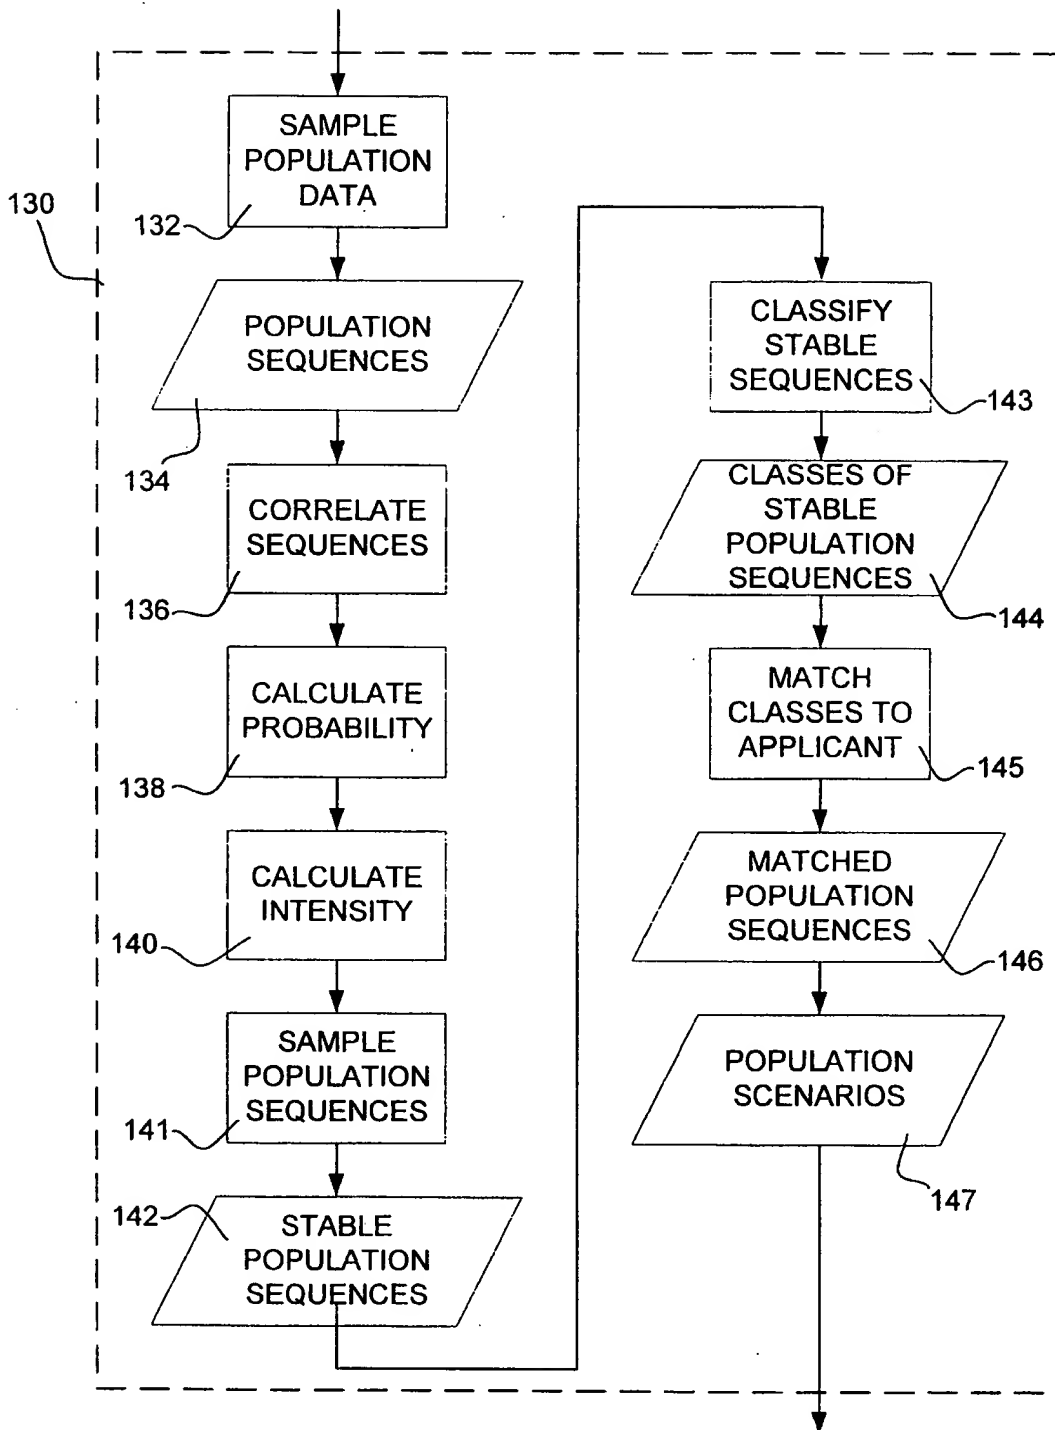 130
SAMPLE
POPULATION
DATA
132
POPULATION
SEQUENCES
134
CORRELATE
SEQUENCES
136
CALCULATE
PROBABILITY
138
CALCULATE
INTENSITY
140
SAMPLE
POPULATION
SEQUENCES
141
142
STABLE
POPULATION
SEQUENCES
CLASSIFY
STABLE
SEQUENCES
143
CLASSES OF
STABLE
POPULATION
SEQUENCES
144
MATCH
CLASSES TO
APPLICANT
145
MATCHED
POPULATION
SEQUENCES
146
POPULATION
SCENARIOS
147